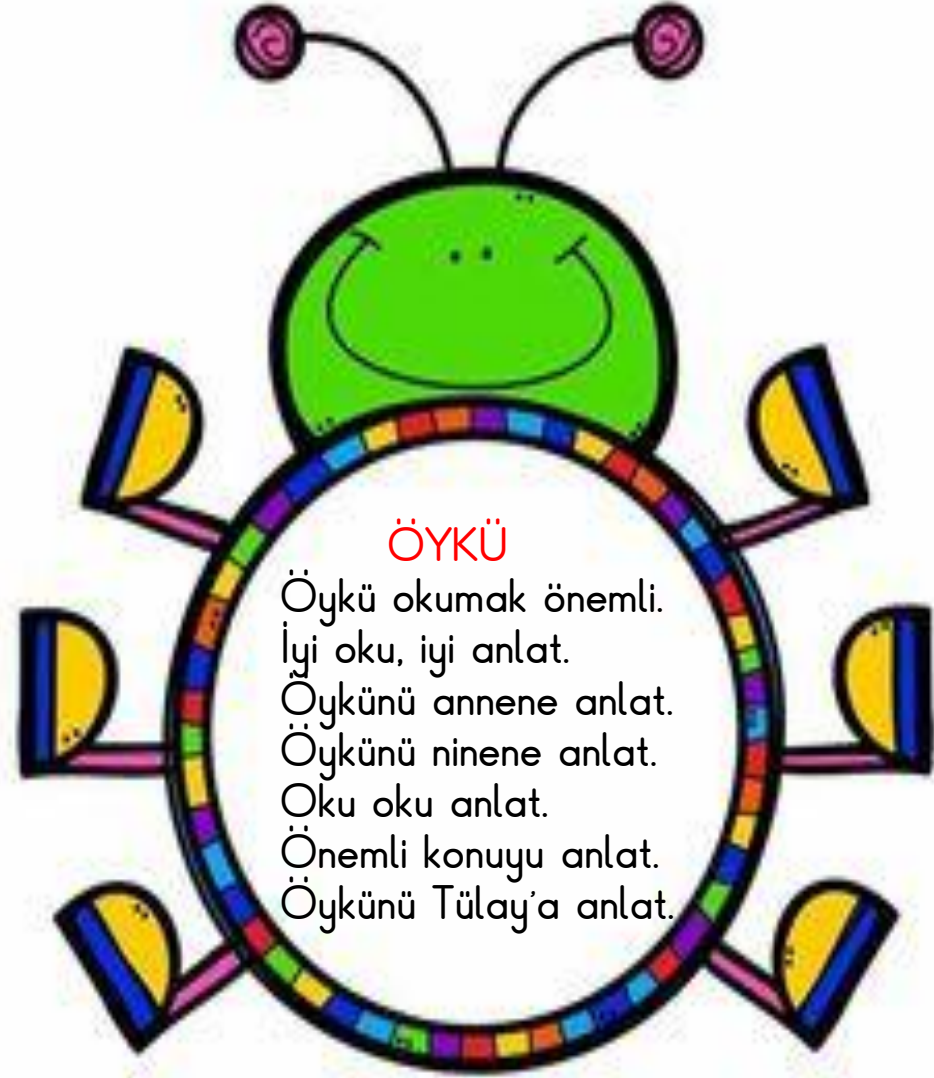 ÖYKÜ
Öykü okumak önemli.
İyi oku, iyi anlat.
Öykünü annene anlat.
Öykünü ninene anlat.
Oku oku anlat.
Önemli konuyu anlat.
Öykünü Tülay'a anlat.